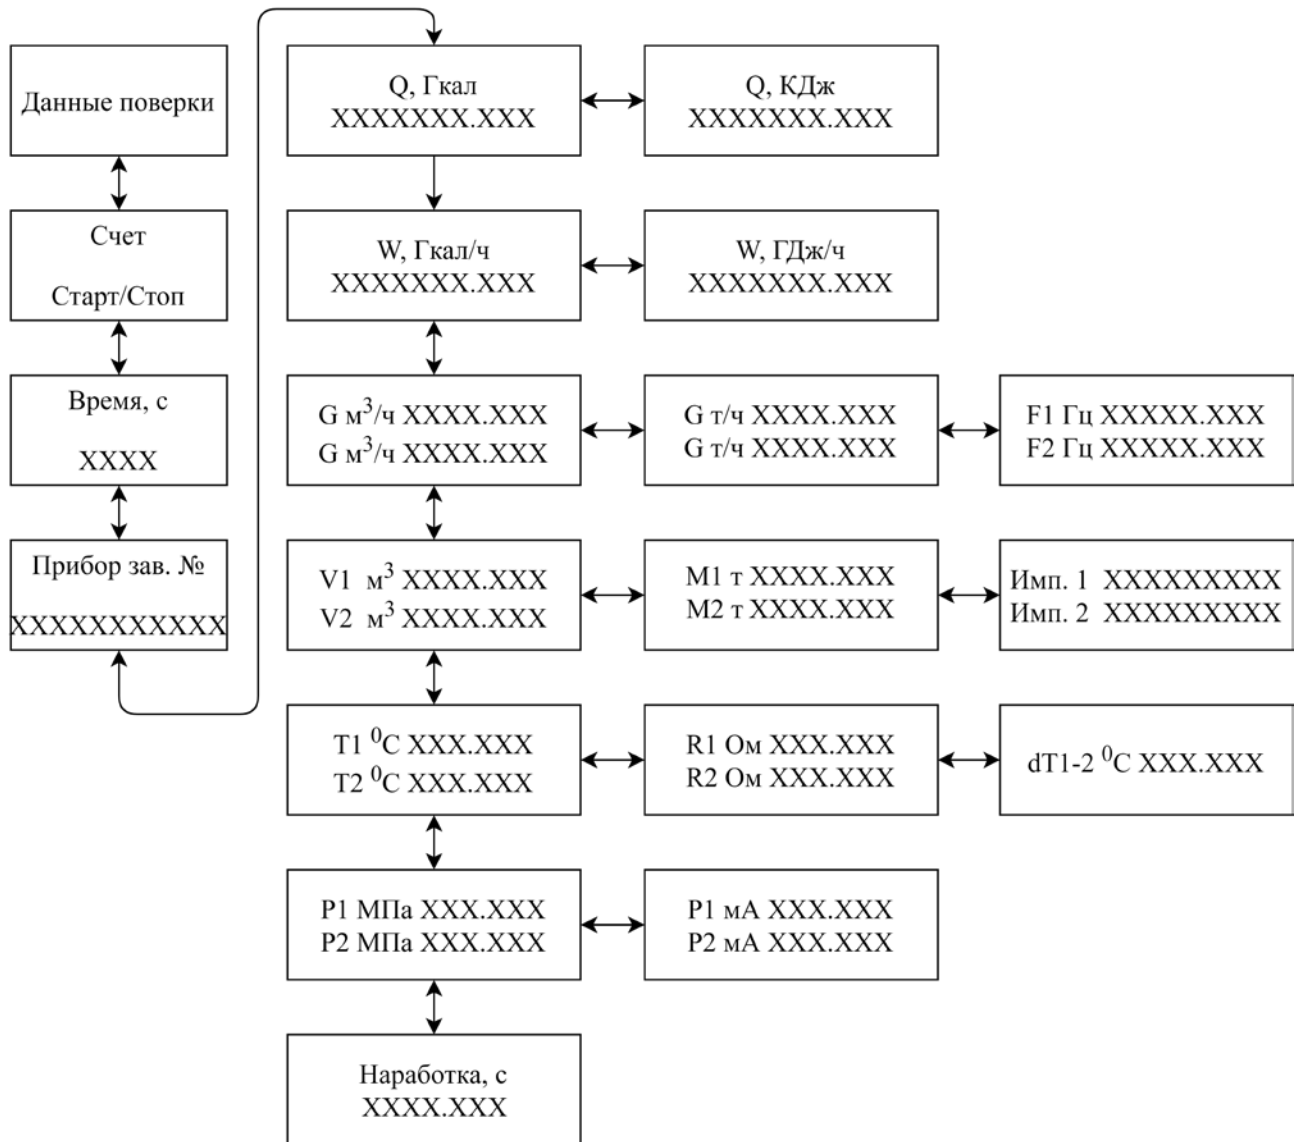 Данные поверки
Счет
Старт/Стоп
Время, с
XXXX
Прибор зав. №
XXXXXXXXXXX
Q, Гкал
XXXXXXX.XXX
Q, КДж
XXXXXXX.XXX
W, Гкал/ч
XXXXXXX.XXX
W, ГДж/ч
XXXXXXX.XXX
G м³/ч XXXX.XXX
G м³/ч XXXX.XXX
G т/ч XXXX.XXX
G т/ч XXXX.XXX
F1 Гц XXXXX.XXX
F2 Гц XXXXX.XXX
V1 м³ XXXX.XXX
V2 м³ XXXX.XXX
M1 т XXXX.XXX
M2 т XXXX.XXX
Имп. 1 XXXXXXXXX
Имп. 2 XXXXXXXXX
T1 ⁰C XXX.XXX
T2 ⁰C XXX.XXX
R1 Ом XXX.XXX
R2 Ом XXX.XXX
dT1-2 ⁰C XXX.XXX
P1 МПа XXX.XXX
P2 МПа XXX.XXX
P1 мА XXX.XXX
P2 мА XXX.XXX
Наработка, с
XXXX.XXX